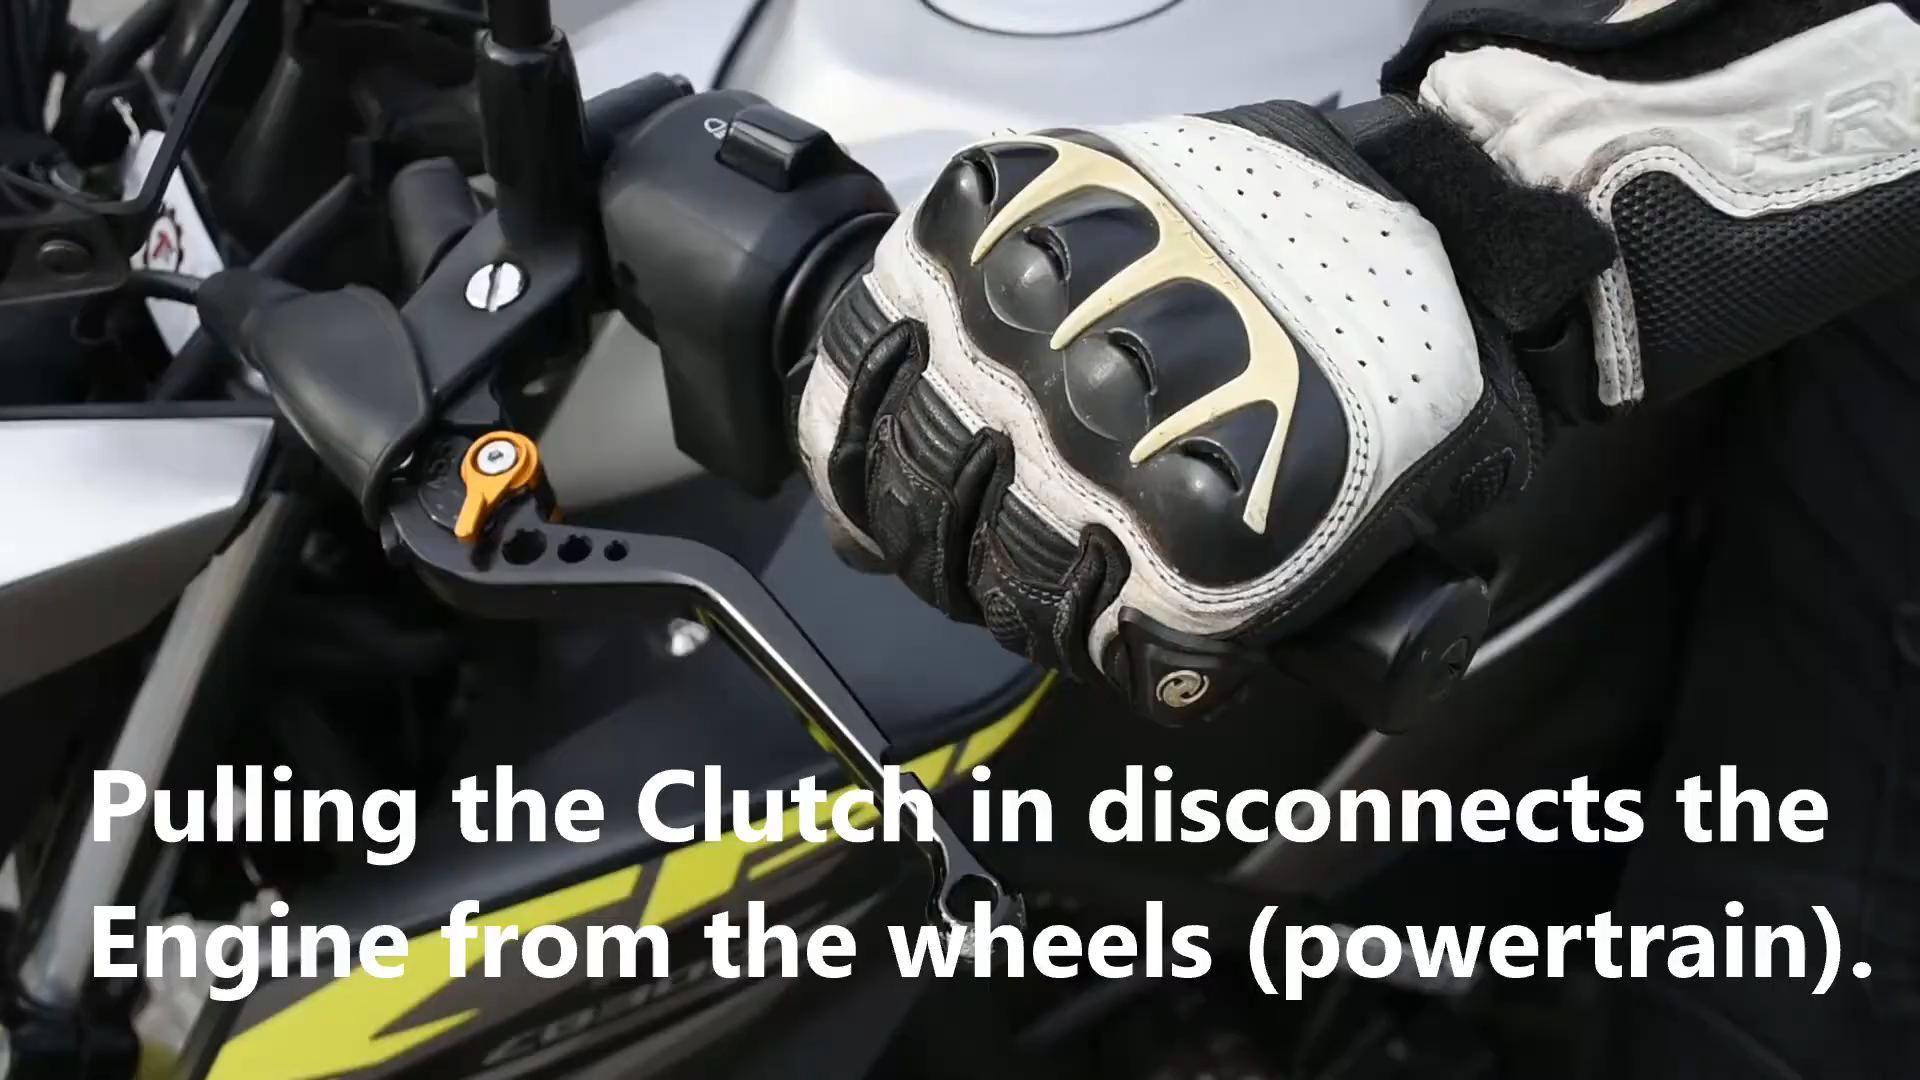 Pulling the Clutch in disconnects the
Engine from the wheels (powertrain).